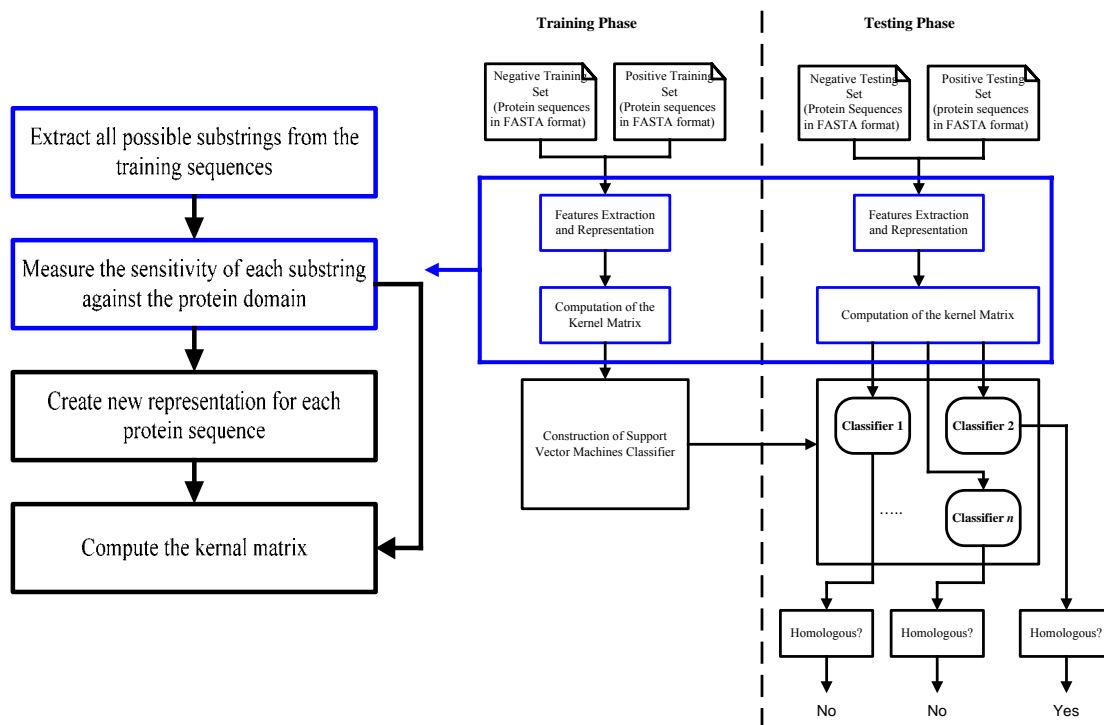 Training Phase
Testing Phase
Negative Training
Set
(Protein sequences
in FASTA format)
Positive Training
Set
(Protein sequences
in FASTA format)
Negative Testing
Set
(Protein Sequences
in FASTA format)
Positive Testing
Set
(protein sequences
in FASTA format)
Extract all possible substrings from the
training sequences
Measure the sensitivity of each substring
against the protein domain
Create new representation for each
protein sequence
Compute the kernal matrix
Features Extraction
and Representation
Computation of the
Kernel Matrix
Construction of Support
Vector Machines Classifier
Features Extraction
and Representation
Computation of the kernel Matrix
Classifier 1
Classifier 2
…..
Classifier n
Homologous?
Homologous?
Homologous?
No
No
Yes